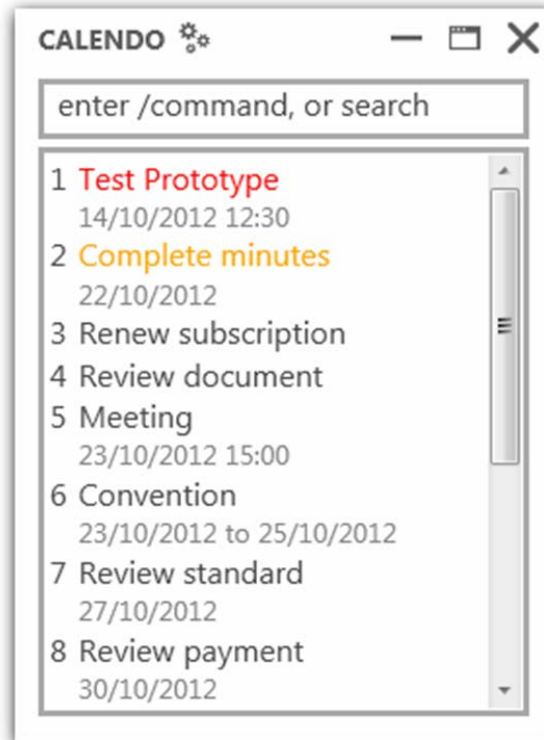 CALENDO
enter /command, or search
1 Test Prototype
14/10/2012 12:30
2 Complete minutes
22/10/2012
3 Renew subscription
4 Review document
5 Meeting
23/10/2012 15:00
6 Convention
23/10/2012 to 25/10/2012
7 Review standard
27/10/2012
8 Review payment
30/10/2012